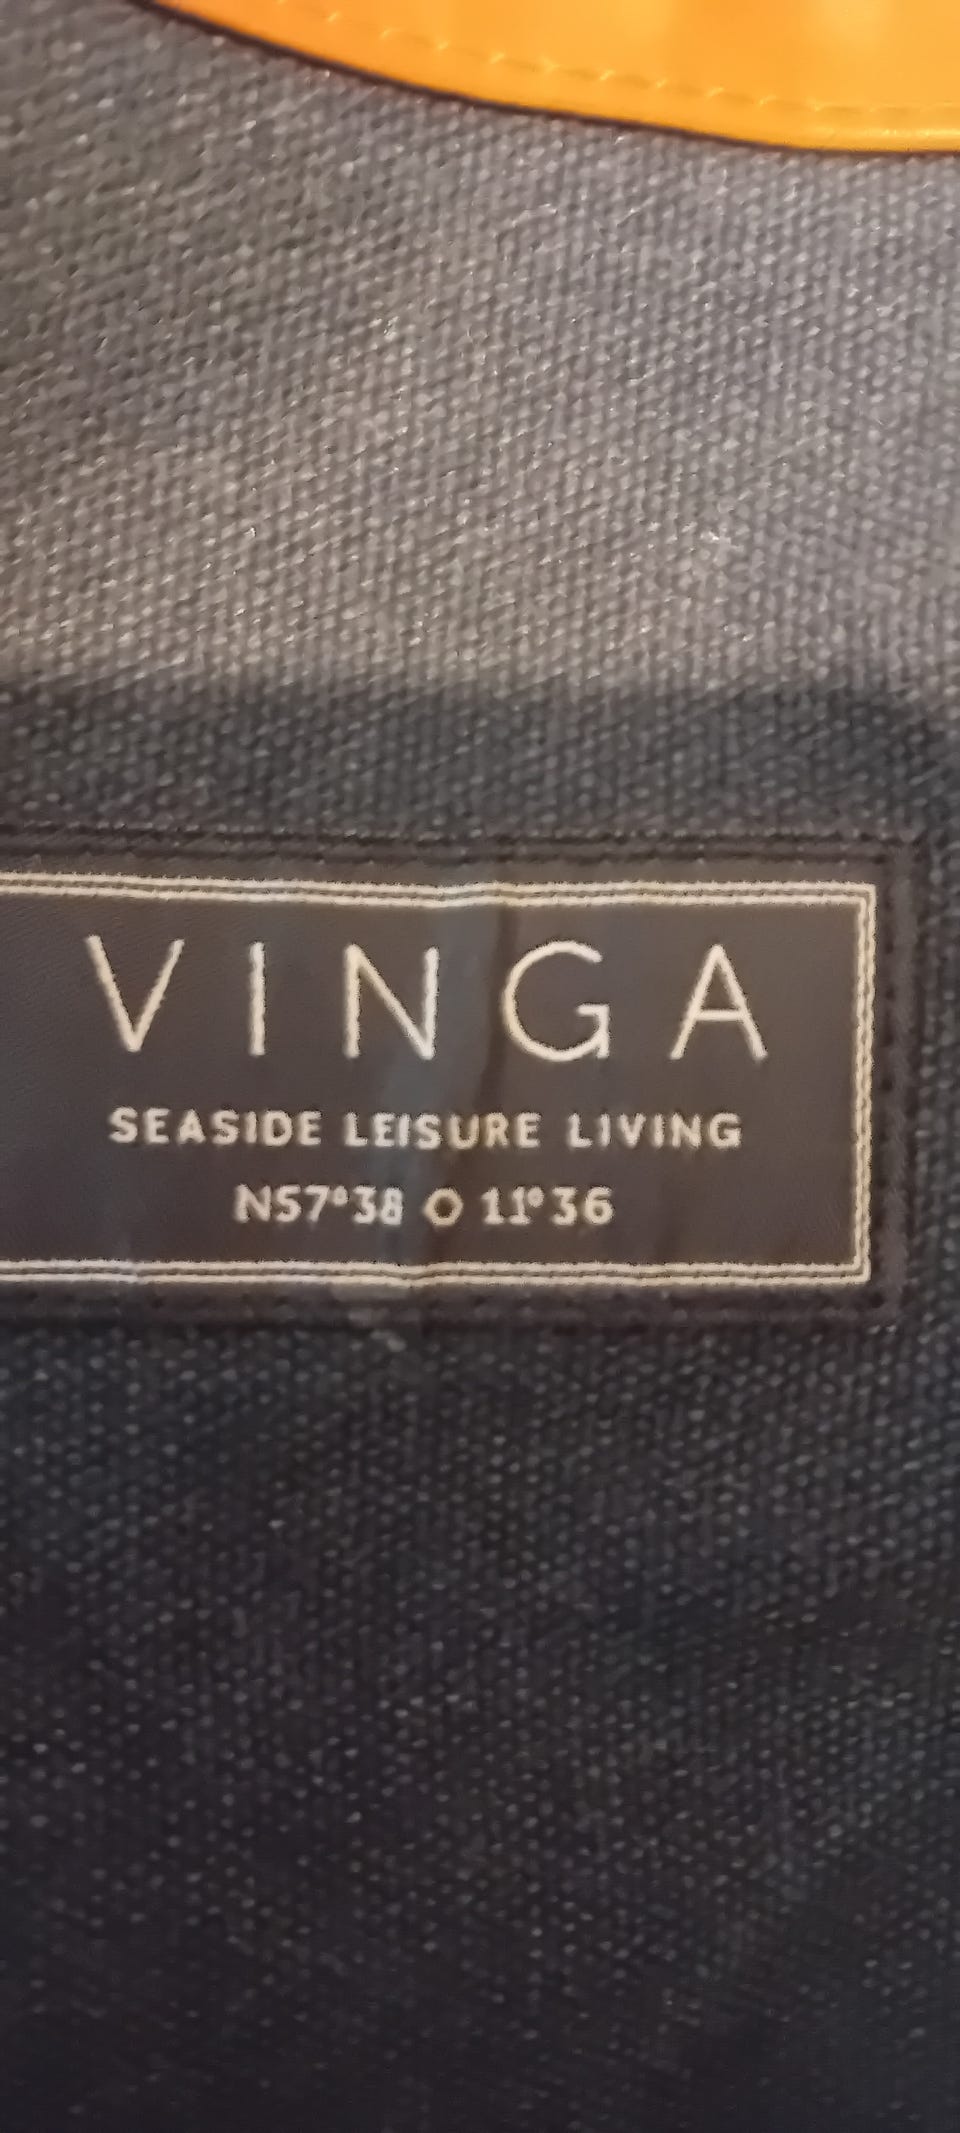 VINGA
SEASIDE LEISURE LIVING
N57°38 O 11°36